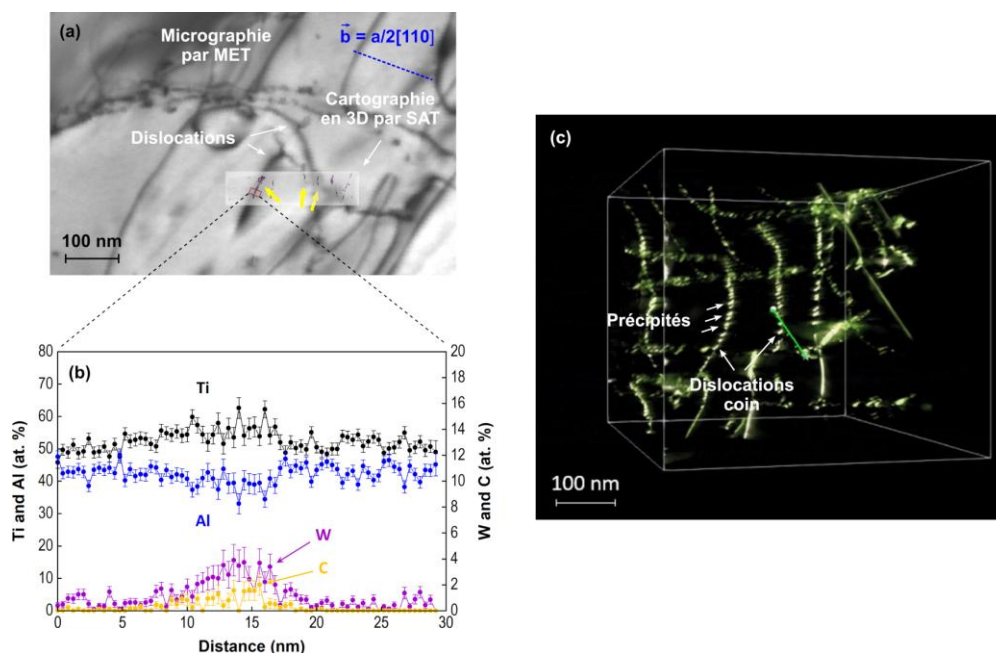 (a)
Micrographie
par MET
b = a/2[110]
Cartographie
en 3D par SAT
Dislocations
100 nm
(b)
80
70
60
50
40
30
20
10
0
Ti and Al (at. %)
Ti
Al
W
C
20
18
16
14
12
10
8
6
4
2
0
W and C (at. %)
0 5 10 15 20 25 30
Distance (nm)
(c)
Précipités
Dislocations
coin
100 nm